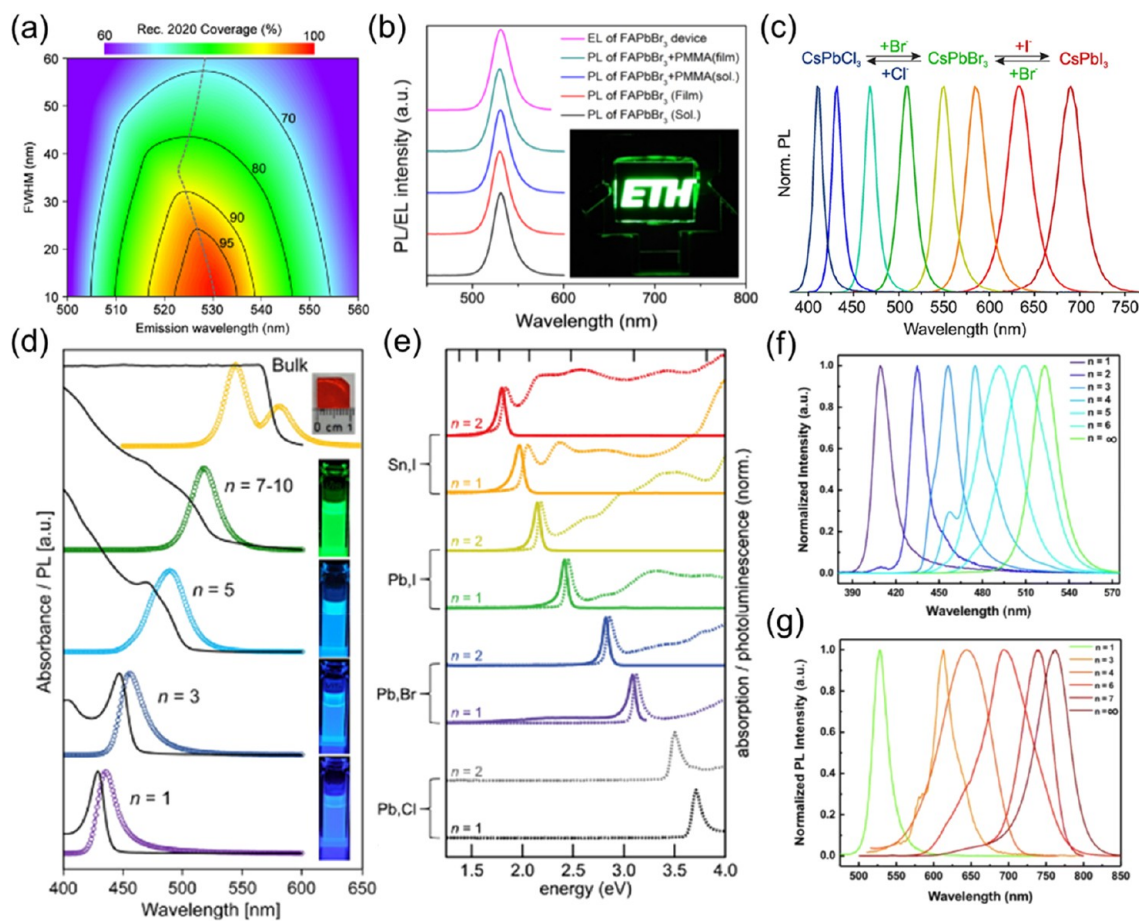 (a)
Rec. 2020 Coverage (%)
60 100
FWHM (nm)
60
50
40
30
20
10
70
80
90
95
500 510 520 530 540 550 560
Emission wavelength (nm)
(b)
PL/EL intensity (a.u.)
EL of FAPbBr3 device
PL of FAPbBr3+PMMA(film)
PL of FAPbBr3+PMMA(sol.)
PL of FAPbBr3 (Film)
PL of FAPbBr3 (Sol.)
ETH
500 600 700 800
Wavelength (nm)
(c)
+Br- +I-
CsPbCl3 CsPbBr3 CsPbI3
+Cl- +Br-
Norm. PL
400 450 500 550 600 650 700 750
Wavelength (nm)
(d)
Absorbance / PL [a.u.]
Bulk
0 cm 1
n = 7-10
n = 5
n = 3
n = 1
400 450 500 550 600 650
Wavelength [nm]
(e)
n = 2
Sn,I
n = 1
n = 2
Pb,I
n = 1
n = 2
Pb,Br
n = 1
n = 2
Pb,Cl
n = 1
absorption / photoluminescence (norm.)
1.5 2.0 2.5 3.0 3.5 4.0
energy (eV)
(f)
Normalized Intensity (a.u.)
1.0
0.8
0.6
0.4
0.2
0.0
n = 1
n = 2
n = 3
n = 4
n = 5
n = 6
n = ∞
390 420 450 480 510 540 570
Wavelength (nm)
(g)
Normalized PL Intensity (a.u.)
1.0
0.8
0.6
0.4
0.2
0.0
n = 1
n = 3
n = 4
n = 6
n = 7
n = ∞
500 550 600 650 700 750 800 850
Wavelength (nm)